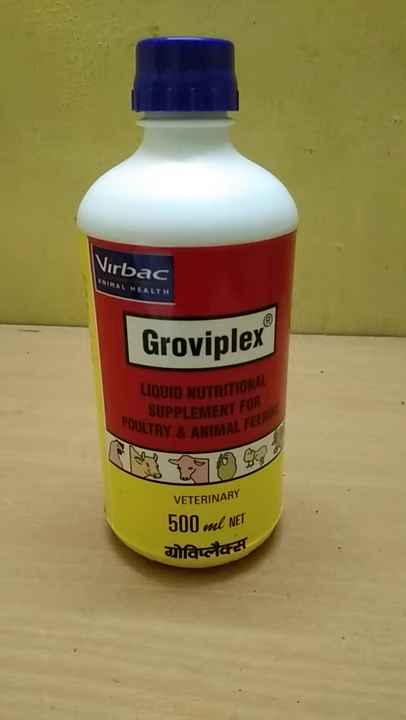 Virbac
ANIMAL HEALTH
Groviplex®
LIQUID NUTRITIONAL
SUPPLEMENT FOR
POULTRY & ANIMAL FEEDING
VETERINARY
500 ml NET
ग्रोविप्लैक्स